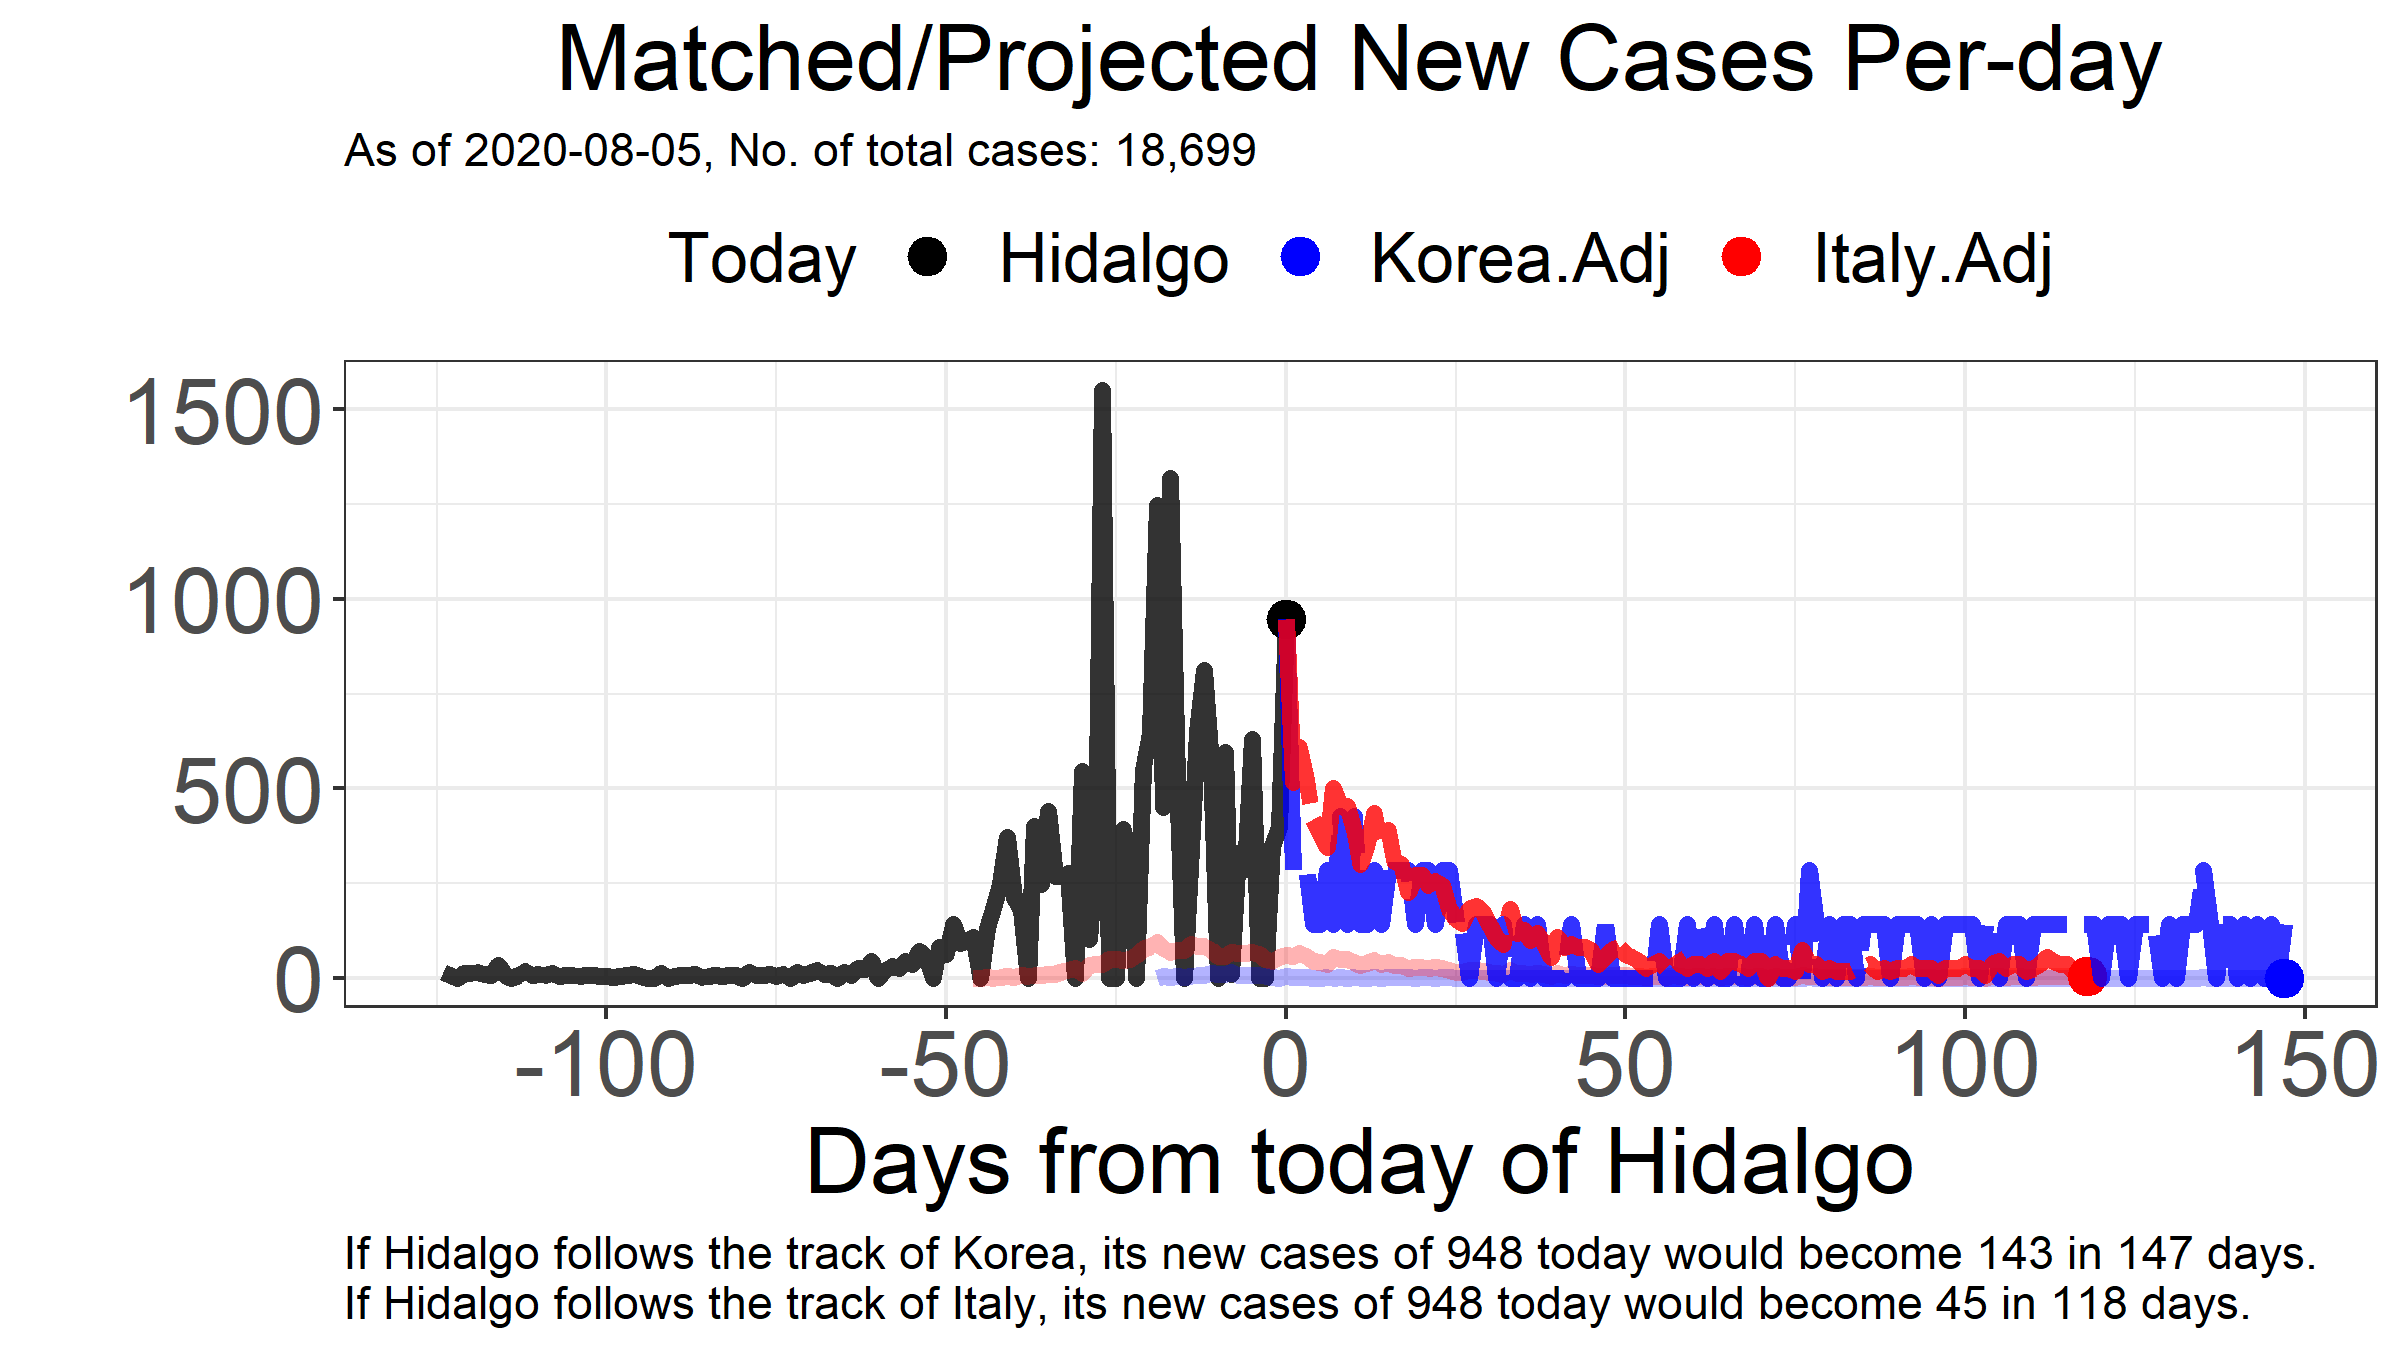 Matched/Projected New Cases Per-day
As of 2020-08-05, No. of total cases: 18,699
Today Hidalgo Korea.Adj Italy.Adj
1500
1000
500
0
-100 -50 0 50 100 150
Days from today of Hidalgo
If Hidalgo follows the track of Korea, its new cases of 948 today would become 143 in 147 days.
If Hidalgo follows the track of Italy, its new cases of 948 today would become 45 in 118 days.